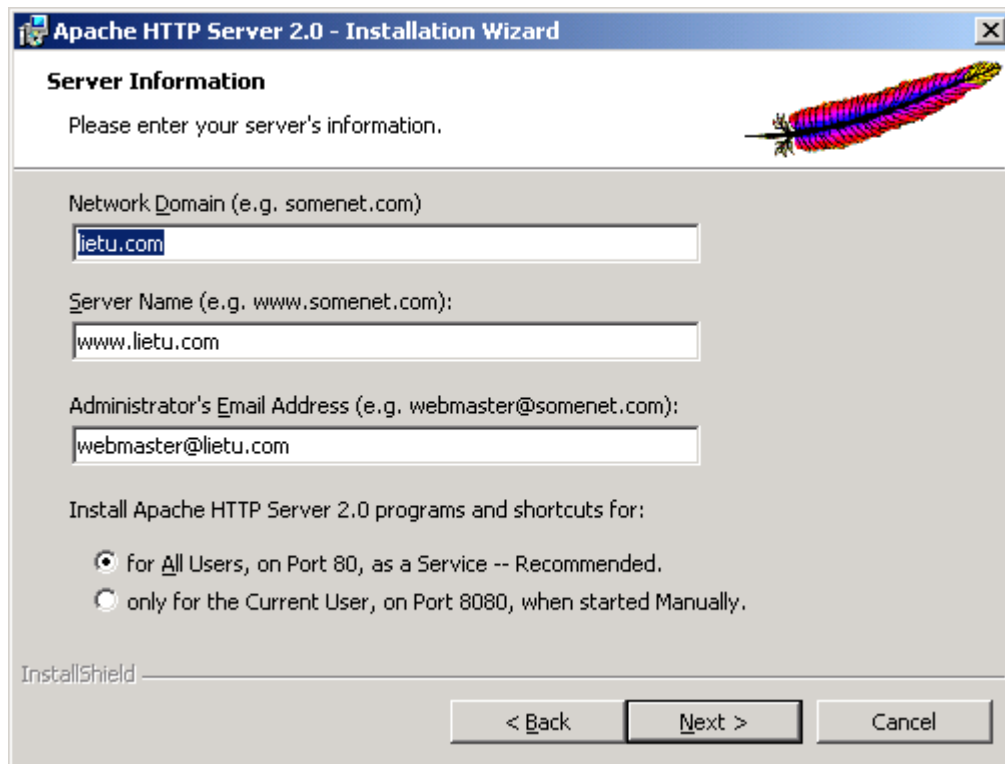 Apache HTTP Server 2.0 - Installation Wizard
Server Information
Please enter your server's information.
Network Domain (e.g. somenet.com)
lietu.com
Server Name (e.g. www.somenet.com):
www.lietu.com
Administrator's Email Address (e.g. webmaster@somenet.com):
webmaster@lietu.com
Install Apache HTTP Server 2.0 programs and shortcuts for:
for All Users, on Port 80, as a Service -- Recommended.
only for the Current User, on Port 8080, when started Manually.
InstallShield
< Back Next > Cancel